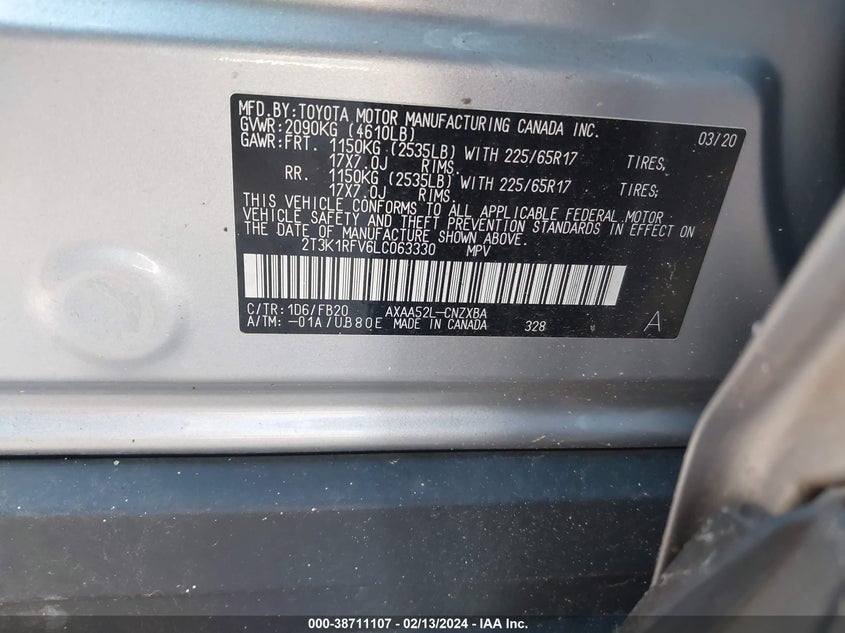 MFD.BY:TOYOTA MOTOR MANUFACTURING CANADA INC. 03/20
GVWR:2090KG (4610LB)
GAWR:FRT. 1150KG (2535LB) WITH 225/65R17 TIRES,
17X7.0J RIMS.
RR. 1150KG (2535LB) WITH 225/65R17 TIRES;
17X7.0J RIMS.
THIS VEHICLE CONFORMS TO ALL APPLICABLE FEDERAL MOTOR
VEHICLE SAFETY AND THEFT PREVENTION STANDARDS IN EFFECT ON
THE DATE OF MANUFACTURE SHOWN ABOVE.
2T3K1RFV6LC063330 MPV
C/TR:1D6/FB20 AXAA52L-CNZXBA
A/TM:-01A/UB80E MADE IN CANADA 328 A
000-38711107 - 02/13/2024 - IAAI.COM